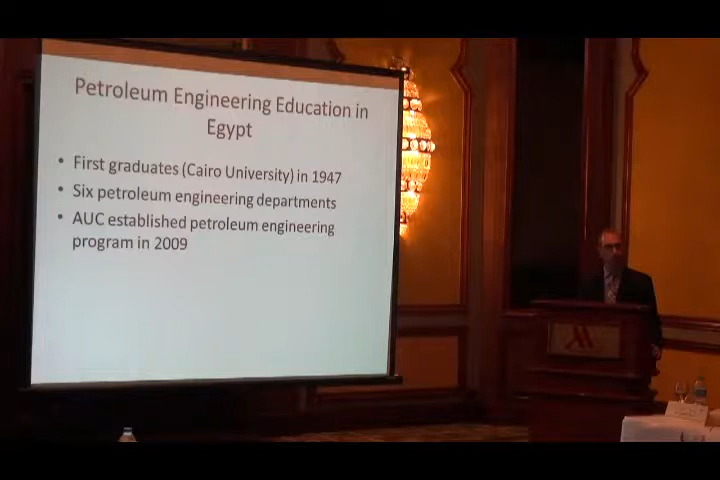 Petroleum Engineering Education in
Egypt
• First graduates (Cairo University) in 1947
• Six petroleum engineering departments
• AUC established petroleum engineering
program in 2009